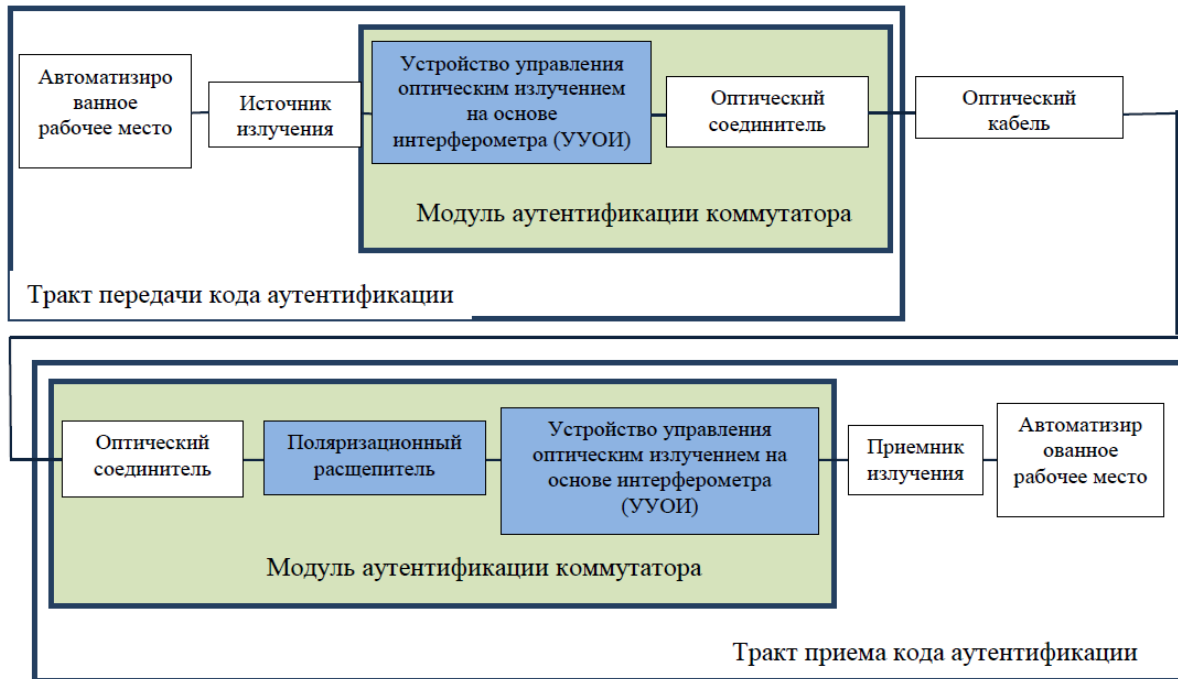 Автоматизиро
ванное
рабочее место
Источник
излучения
Устройство управления
оптическим излучением
на основе
интерферометра (УУОИ)
Оптический
соединитель
Оптический
кабель
Модуль аутентификации коммутатора
Тракт передачи кода аутентификации
Оптический
соединитель
Поляризационный
расщепитель
Устройство управления
оптическим излучением на
основе интерферометра
(УУОИ)
Приемник
излучения
Автоматизир
ованное
рабочее место
Модуль аутентификации коммутатора
Тракт приема кода аутентификации